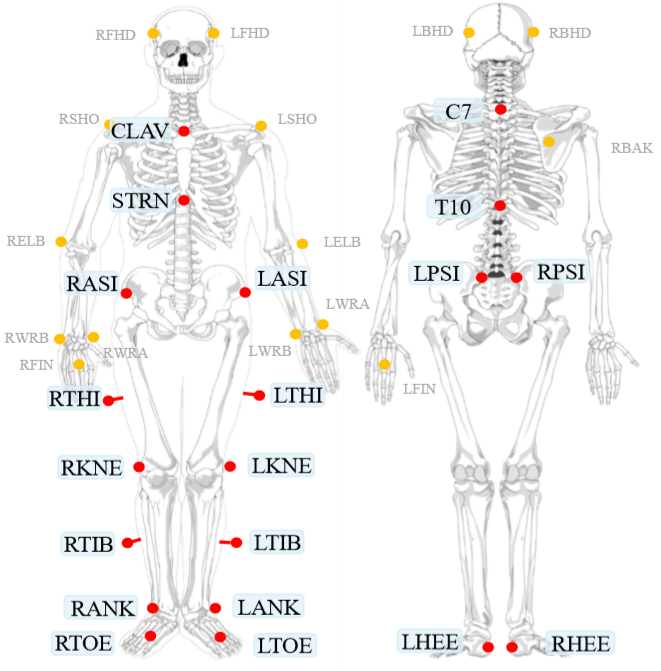 RFHD
LFHD
RSHO
CLAV
LSHO
STRN
RELB
LELB
RASI
LASI
LWRA
RWRB
RWRA
LWRB
RFIN
RTHI
LTHI
RKNE
LKNE
RTIB
LTIB
RANK
LANK
RTOE
LTOE
LBHD
RBHD
C7
RBAK
T10
LPSI
RPSI
LFIN
LHEE
RHEE